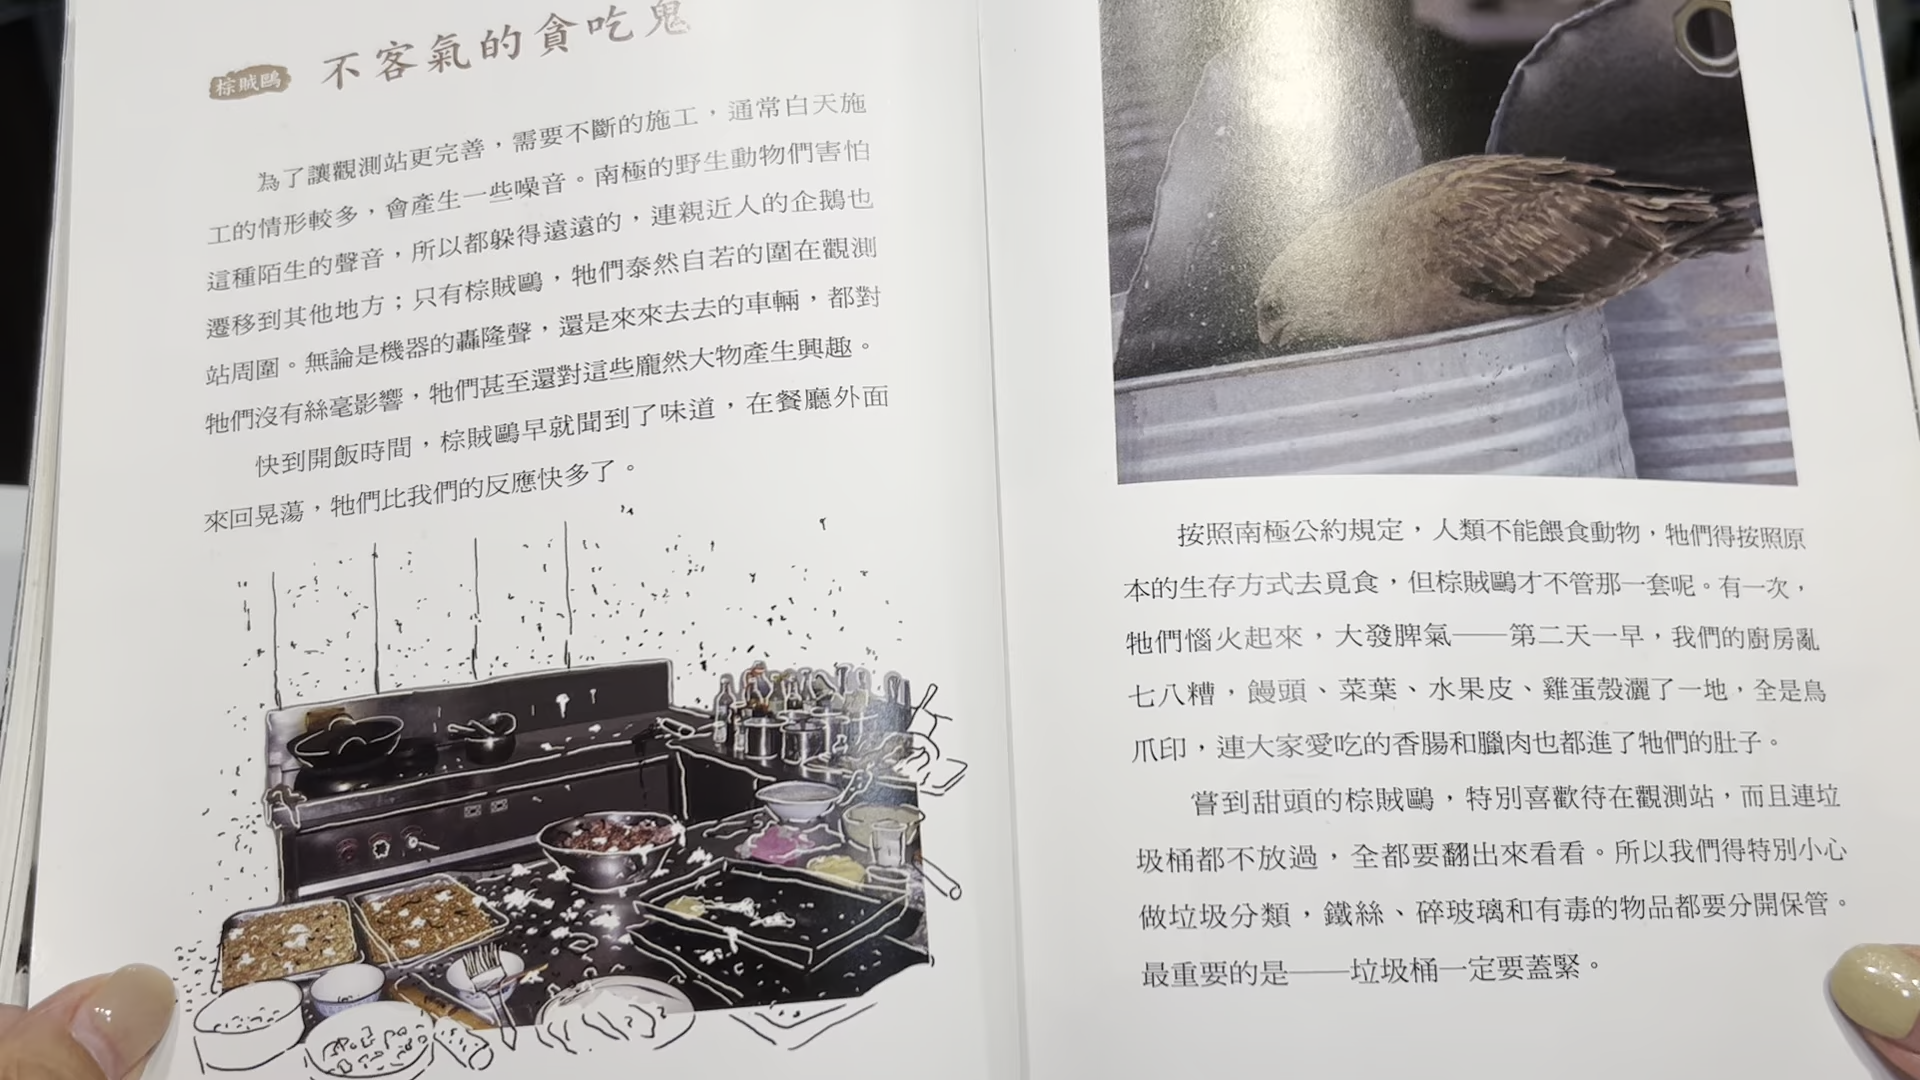 棕賊鷗
不客氣的貪吃鬼
為了讓觀測站更完善，需要不斷的施工，通常白天施
工的情形較多，會產生一些噪音。南極的野生動物們害怕
這種陌生的聲音，所以都躲得遠遠的，連親近人的企鵝也
遷移到其他地方；只有棕賊鷗，牠們泰然自若的圍在觀測
站周圍。無論是機器的轟隆聲，還是來來去去的車輛，都對
牠們沒有絲毫影響，牠們甚至還對這些龐然大物產生興趣。
快到開飯時間，棕賊鷗早就聞到了味道，在餐廳外面
來回晃蕩，牠們比我們的反應快多了。
按照南極公約規定，人類不能餵食動物，牠們得按照原
本的生存方式去覓食，但棕賊鷗才不管那一套呢。有一次，
牠們惱火起來，大發脾氣——第二天一早，我們的廚房亂
七八糟，饅頭、菜葉、水果皮、雞蛋殼灑了一地，全是鳥
爪印，連大家愛吃的香腸和臘肉也都進了牠們的肚子。
嘗到甜頭的棕賊鷗，特別喜歡待在觀測站，而且連垃
圾桶都不放過，全都要翻出來看看。所以我們得特別小心
做垃圾分類，鐵絲、碎玻璃和有毒的物品都要分開保管。
最重要的是——垃圾桶一定要蓋緊。